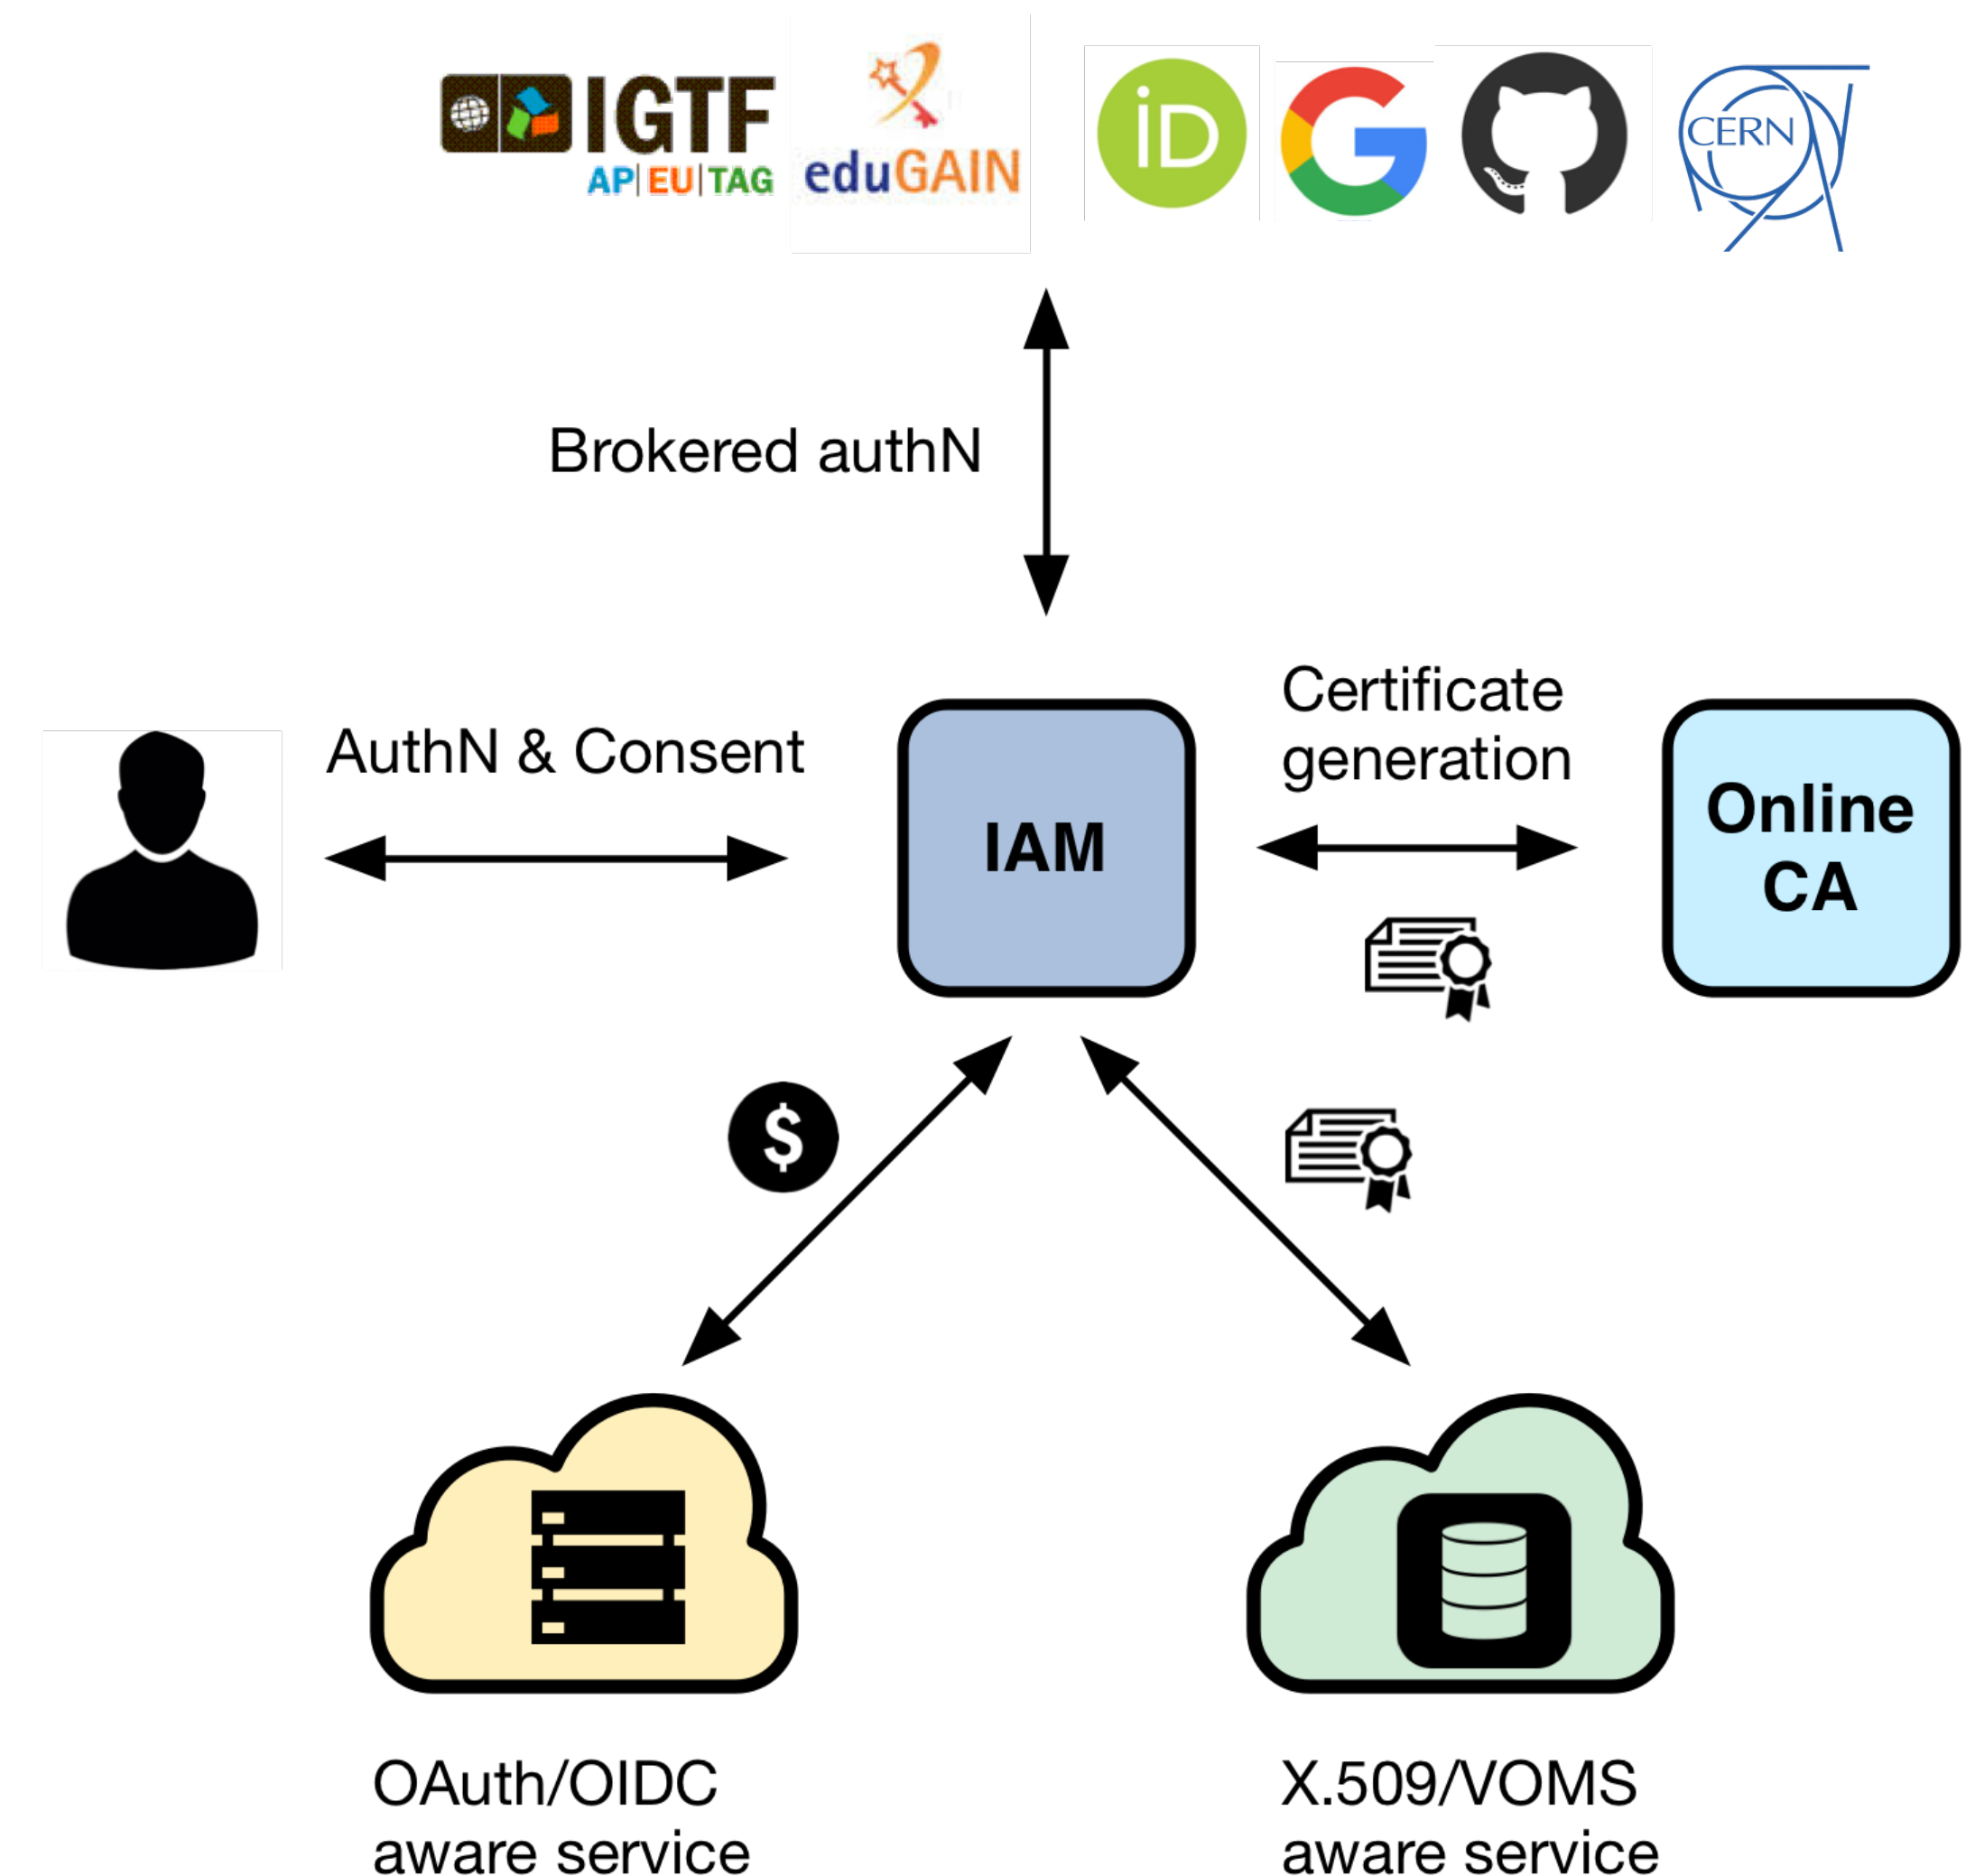 IGTF
AP|EU|TAG
eduGAIN
iD
CERN
Brokered authN
Certificate
generation
AuthN & Consent
IAM
Online
CA
$
OAuth/OIDC
aware service
X.509/VOMS
aware service